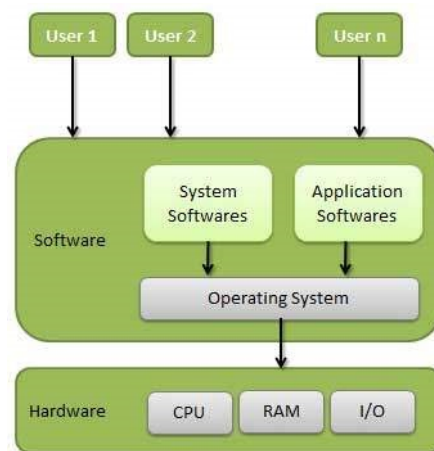 User 1
User 2
User n
System
Softwares
Application
Softwares
Software
Operating System
Hardware
CPU
RAM
I/O